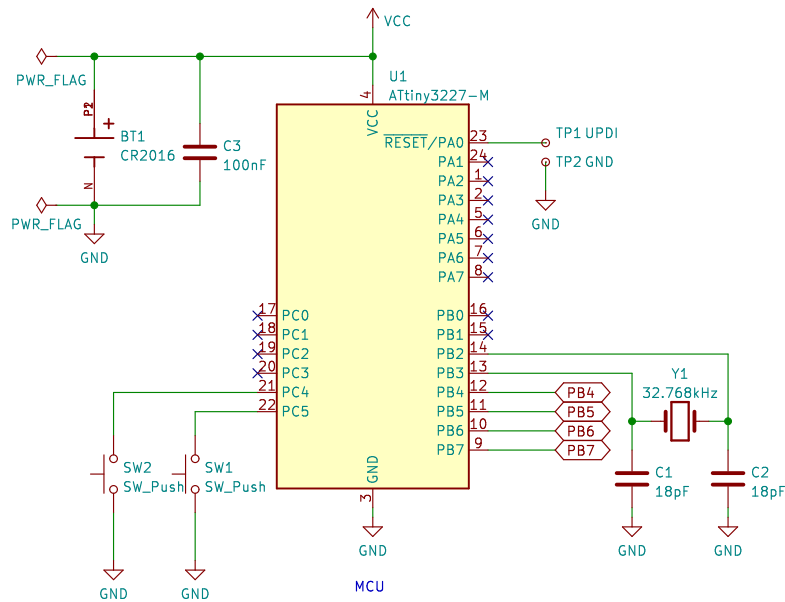 VCC
PWR_FLAG
U1
ATtiny3227-M
4
VCC
P2
+
BT1
CR2016
N
C3
100nF
PWR_FLAG
GND
RESET/PA0 23
TP1 UPDI
PA1 24
TP2 GND
PA2 1
PA3 2
GND
PA4 5
PA5 6
PA6 7
PA7 8
17 PC0
PB0 16
18 PC1
PB1 15
19 PC2
PB2 14
20 PC3
PB3 13
21 PC4
PB4 12 PB4
22 PC5
PB5 11 PB5
PB6 10 PB6
PB7 9 PB7
Y1
32.768kHz
SW2
SW_Push
SW1
SW_Push
GND
3
C1
18pF
C2
18pF
GND
GND
GND
GND
GND
MCU